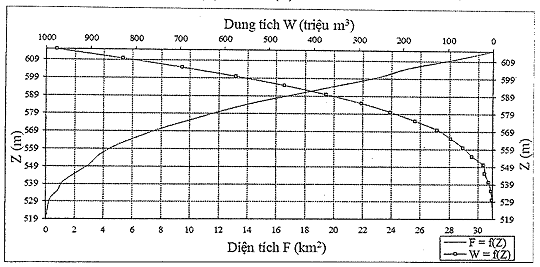 Dung tích W (triệu m³)
1000 900 800 700 600 500 400 300 200 100 0
Z (m)
609
599
589
579
569
559
549
539
529
519
609
599
589
579
569
559
549
539
529
519
Z (m)
0 2 4 6 8 10 12 14 16 18 20 22 24 26 28 30
Diện tích F (km²)
F = f(Z)
W = f(Z)